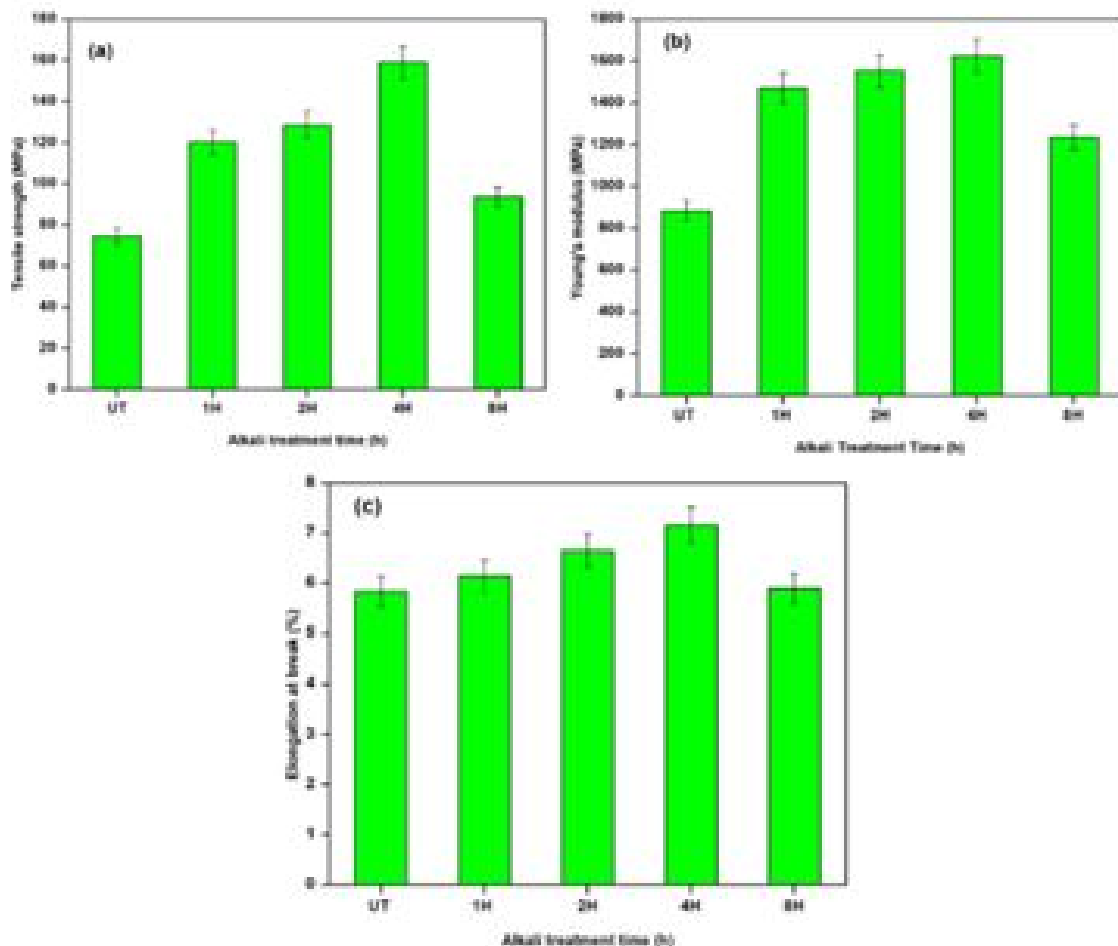 (a)
Tensile strength (MPa)
180
160
140
120
100
80
60
40
20
0
UT 1H 2H 4H 8H
Alkali treatment time (h)
(b)
Young's modulus (MPa)
1800
1600
1400
1200
1000
800
600
400
200
0
UT 1H 2H 8H
Alkali Treatment Time (h)
(c)
Elongation at break (%)
8
7
6
5
4
3
2
1
0
UT 1H 2H 4H 8H
Alkali treatment time (h)